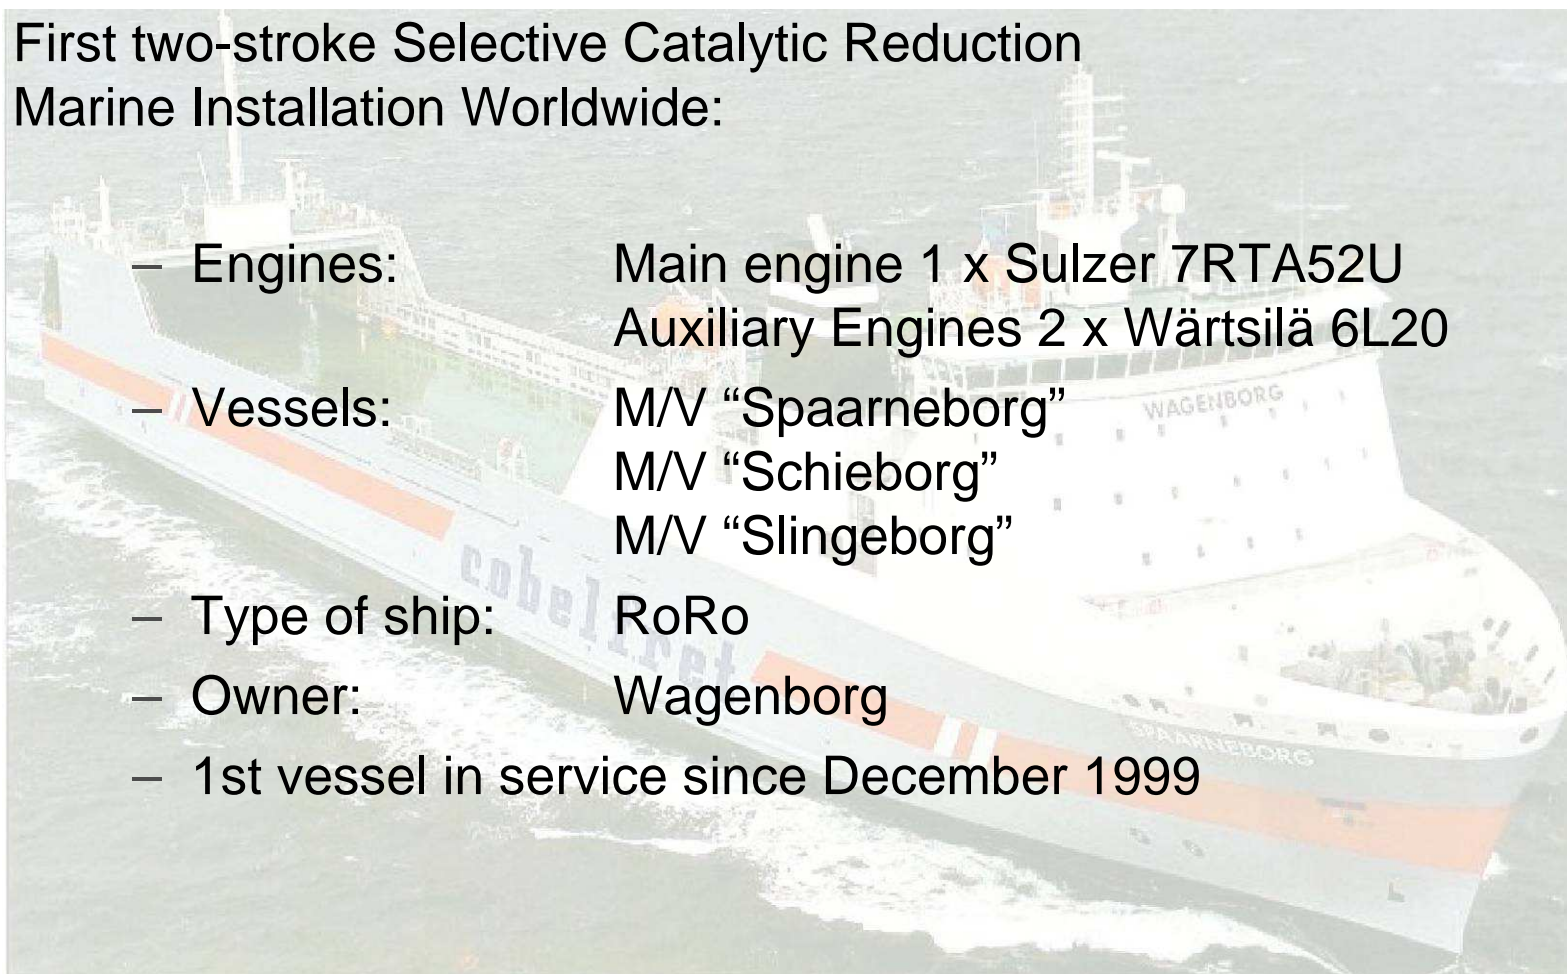 First two-stroke Selective Catalytic Reduction
Marine Installation Worldwide:
– Engines: Main engine 1 x Sulzer 7RTA52U
Auxiliary Engines 2 x Wärtsilä 6L20
– Vessels: M/V “Spaarneborg”
M/V “Schieborg”
M/V “Slingeborg”
– Type of ship: RoRo
– Owner: Wagenborg
– 1st vessel in service since December 1999
WAGENBORG
cobelfret
SPAARNEBORG